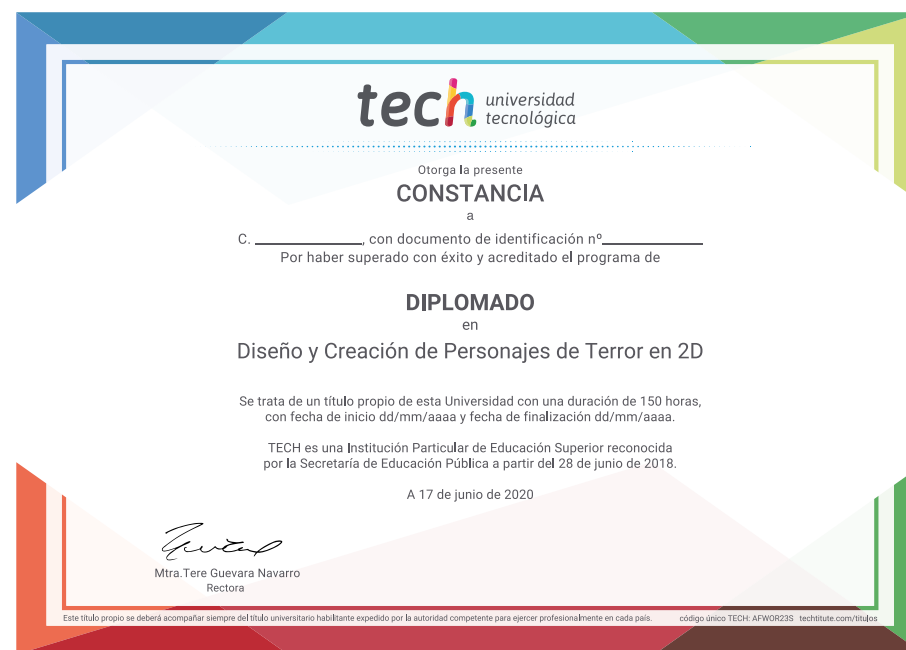 tech universidad
tecnológica
Otorga la presente
CONSTANCIA
a
C. ____________, con documento de identificación nº____________
Por haber superado con éxito y acreditado el programa de
DIPLOMADO
en
Diseño y Creación de Personajes de Terror en 2D
Se trata de un título propio de esta Universidad con una duración de 150 horas,
con fecha de inicio dd/mm/aaaa y fecha de finalización dd/mm/aaaa.
TECH es una Institución Particular de Educación Superior reconocida
por la Secretaría de Educación Pública a partir del 28 de junio de 2018.
A 17 de junio de 2020
Mtra.Tere Guevara Navarro
Rectora
Este título propio se deberá acompañar siempre del título universitario habilitante expedido por la autoridad competente para ejercer profesionalmente en cada país. código único TECH: AFWOR23S techtitute.com/titulos